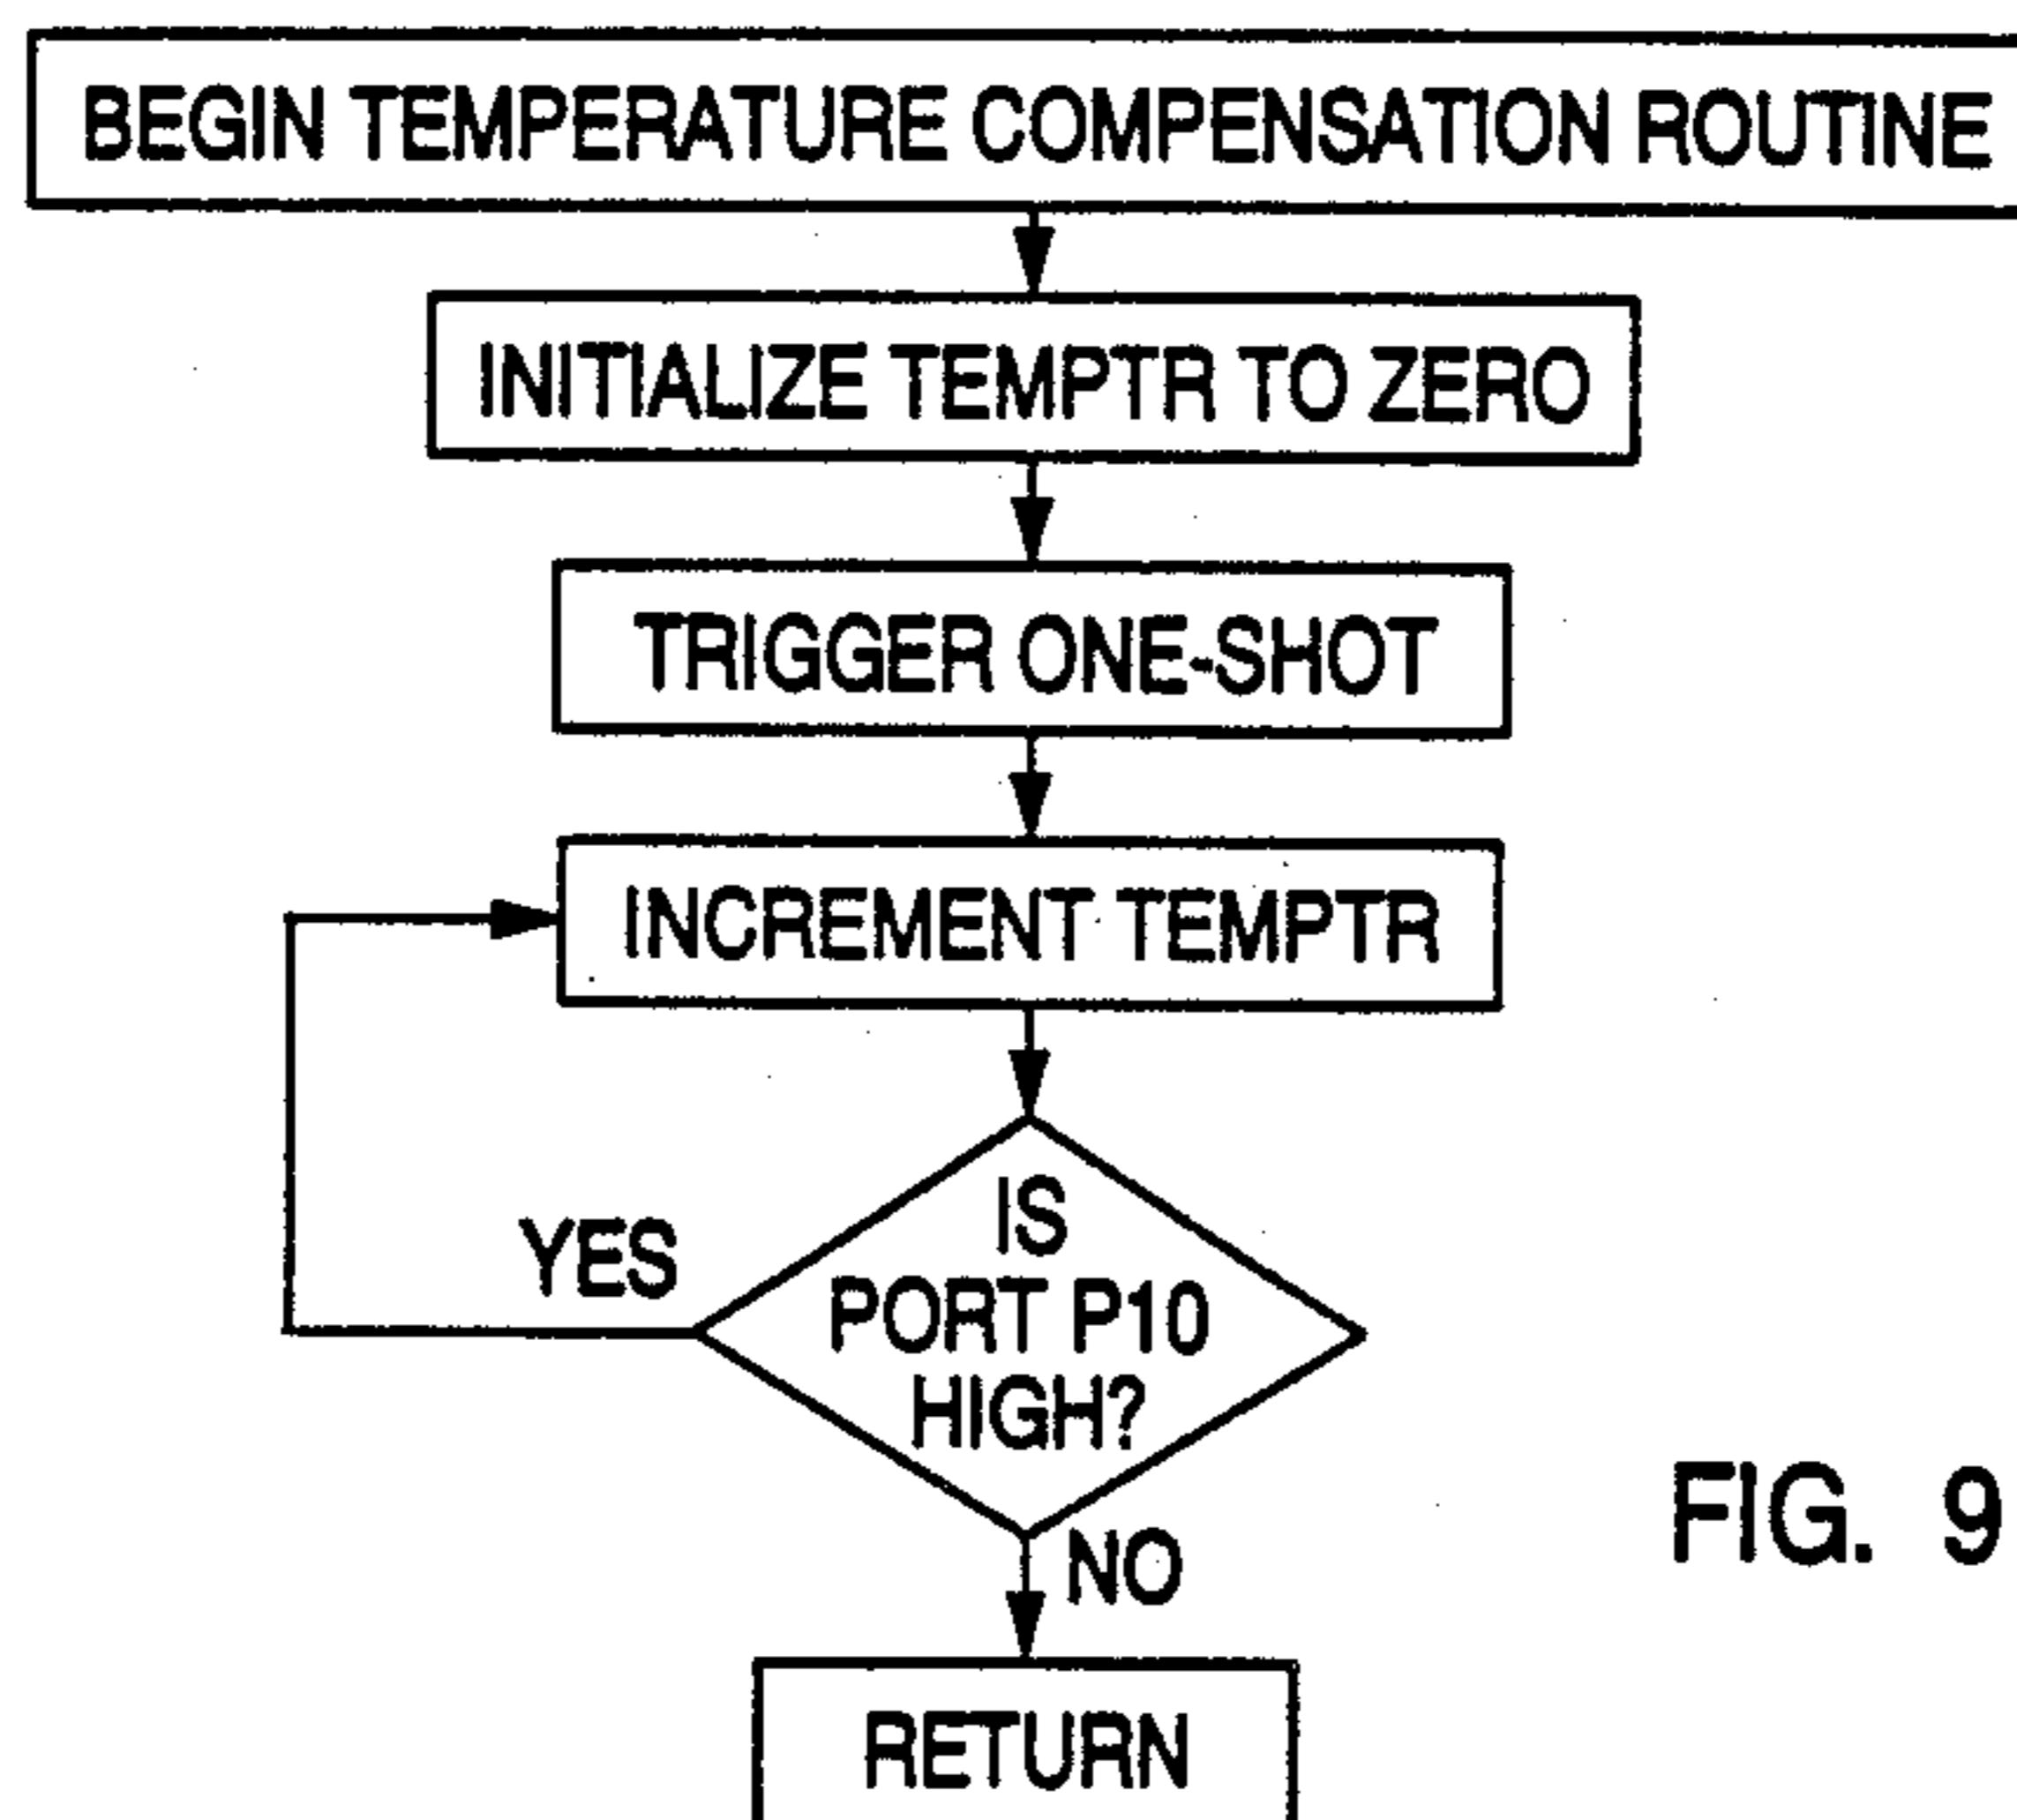 BEGIN TEMPERATURE COMPENSATION ROUTINE
INITIALIZE TEMPTR TO ZERO
TRIGGER ONE-SHOT
INCREMENT TEMPTR
IS
PORT P10
HIGH?
YES
NO
RETURN
FIG. 9